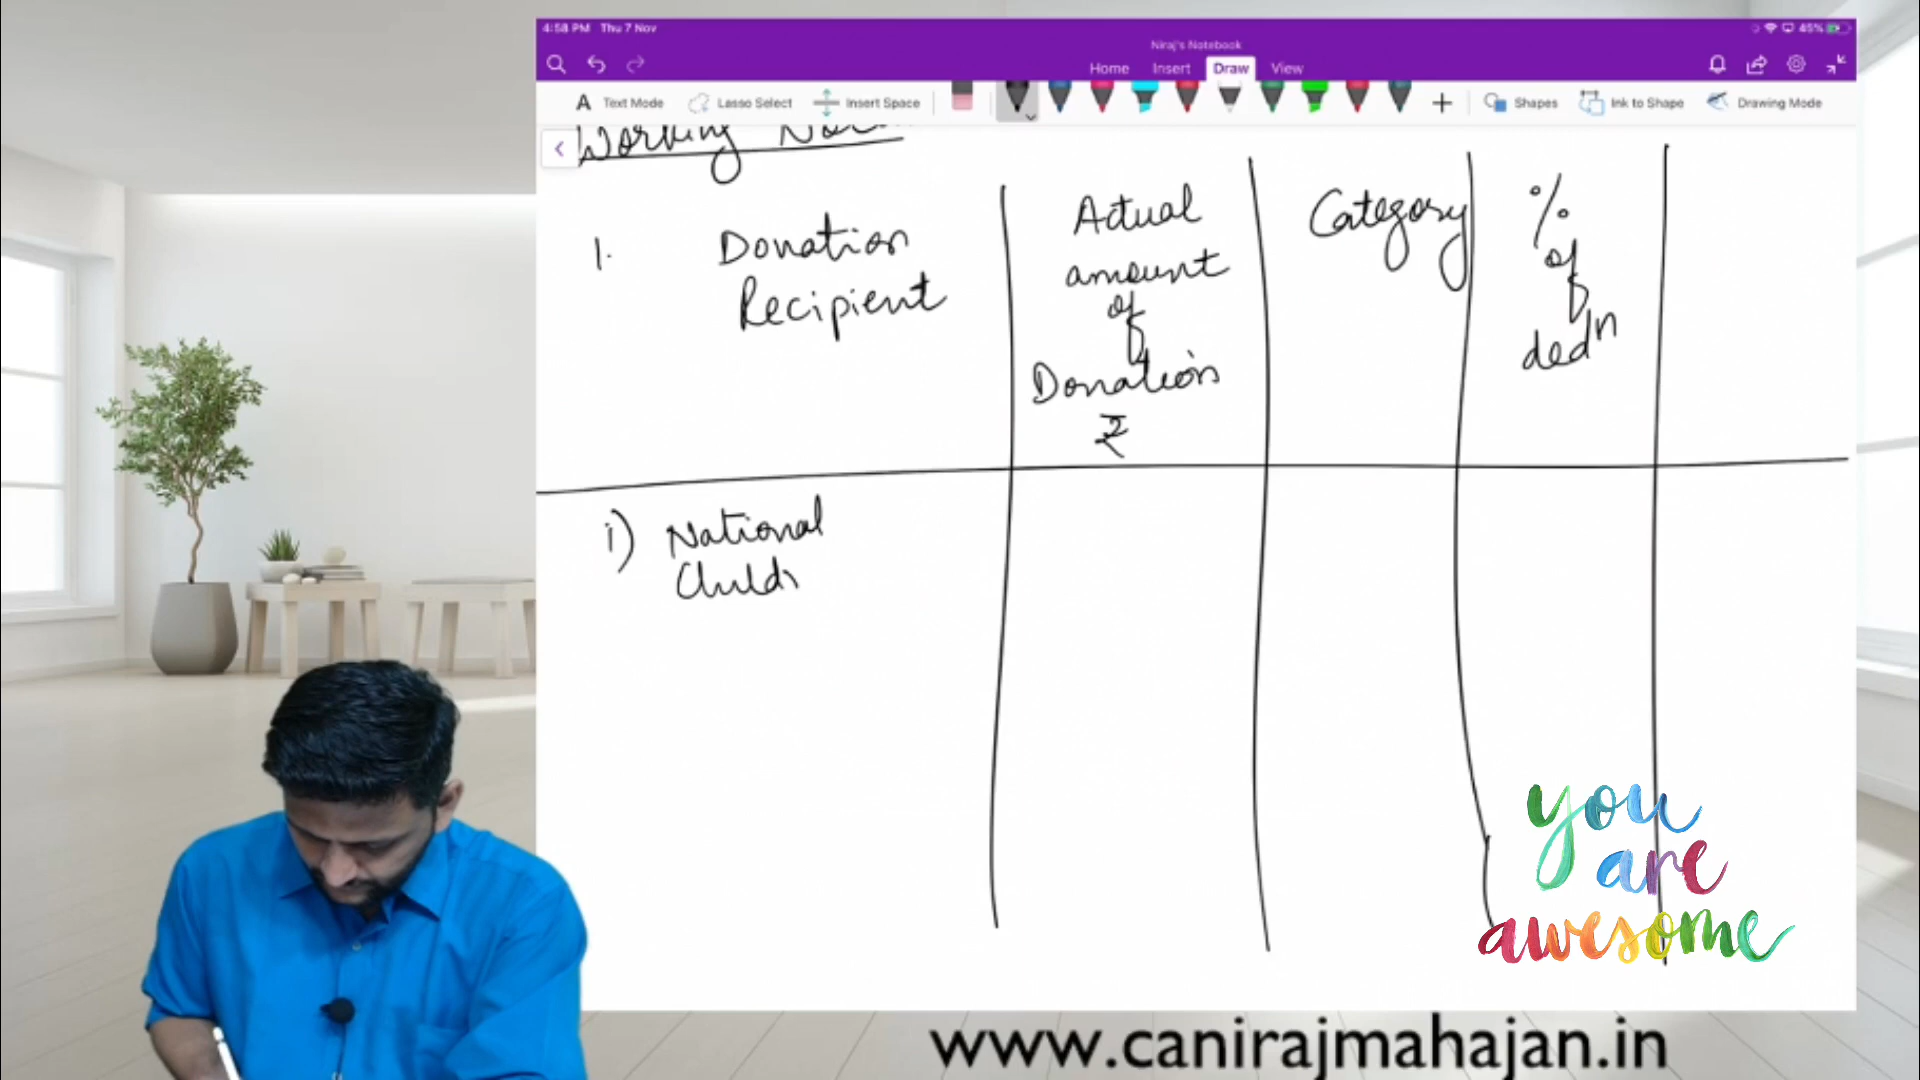 4:58 PM Thu 7 Nov
45%
Niraj's Notebook
Home Insert Draw View
A Text Mode Lasso Select Insert Space Shapes Ink to Shape Drawing Mode
Working
1. Donation Recipient
Actual amount of Donation ₹
Category
% of dedn
i) National
Child
you
are
awesome
www.canirajmahajan.in